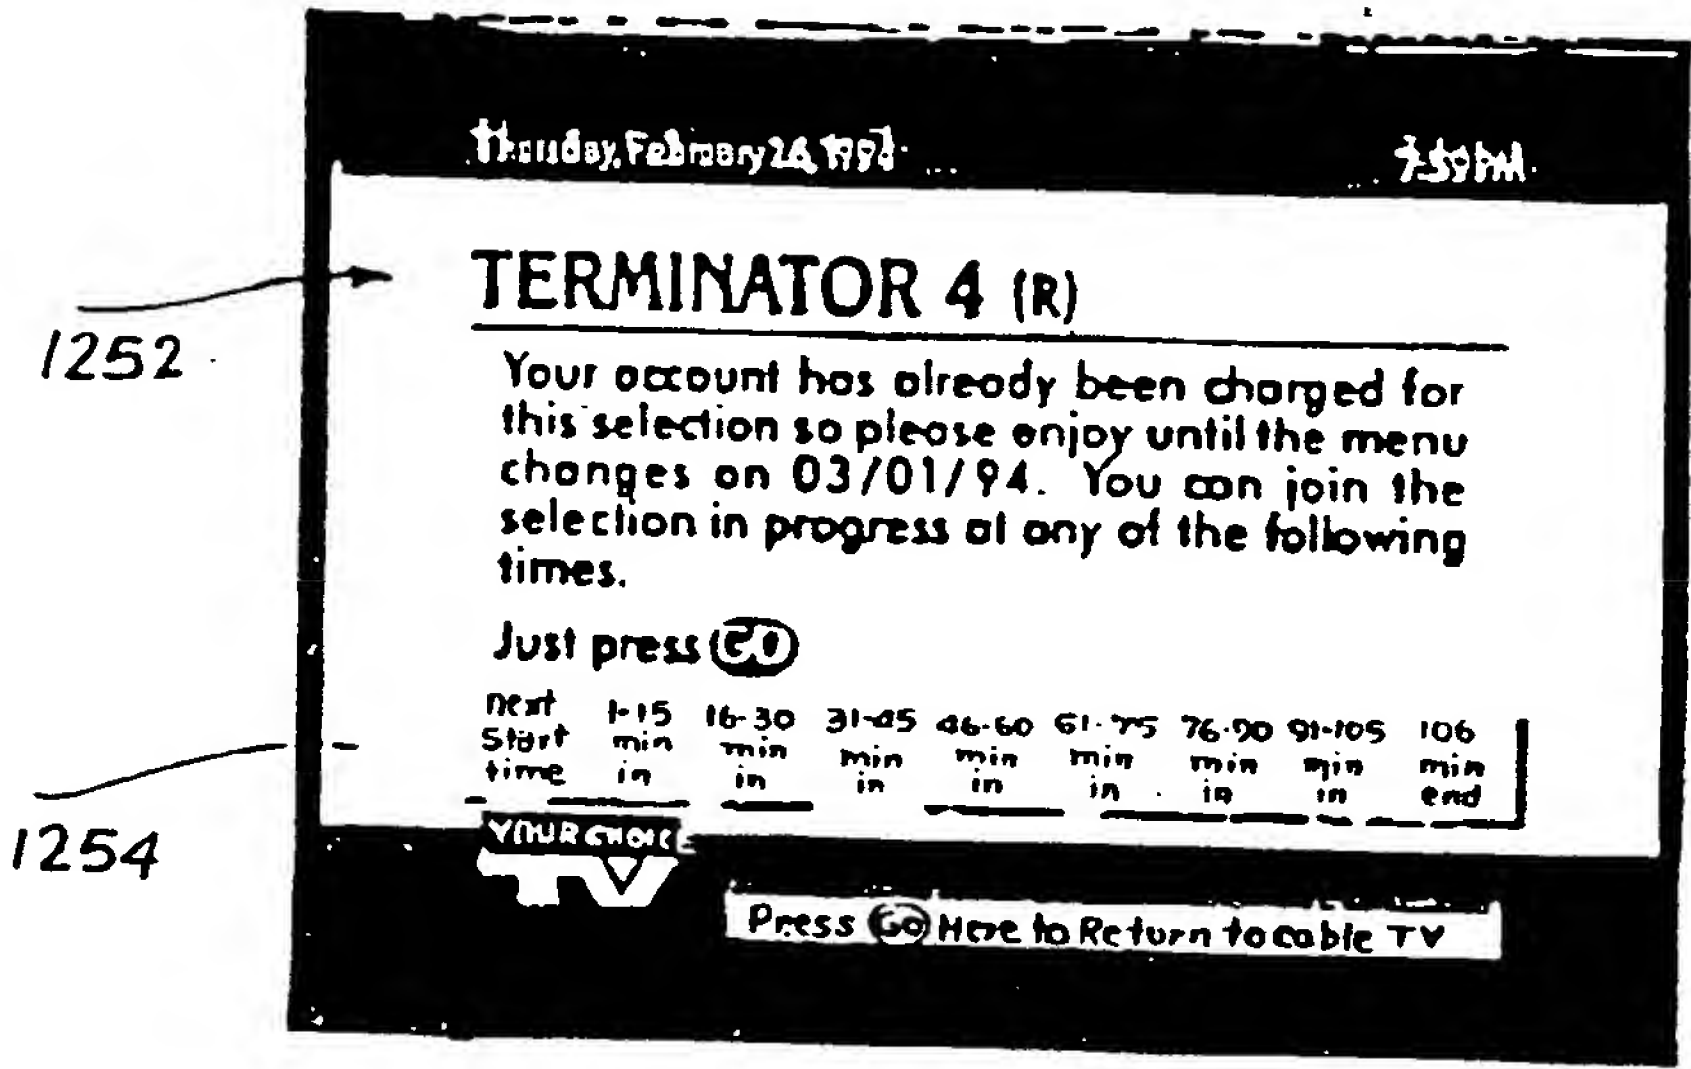 Thursday, February 24, 1994
7:59 PM
TERMINATOR 4 (R)
1252
Your account has already been charged for
this selection so please enjoy until the menu
changes on 03/01/94. You can join the
selection in progress at any of the following
times.
Just press GO
next 1-15 16-30 31-45 46-60 61-75 76-90 91-105 106
Start min min min min min min min min
time in in in in in in in end
1254
YOUR CHOICE
TV
Press GO Here to Return to cable TV